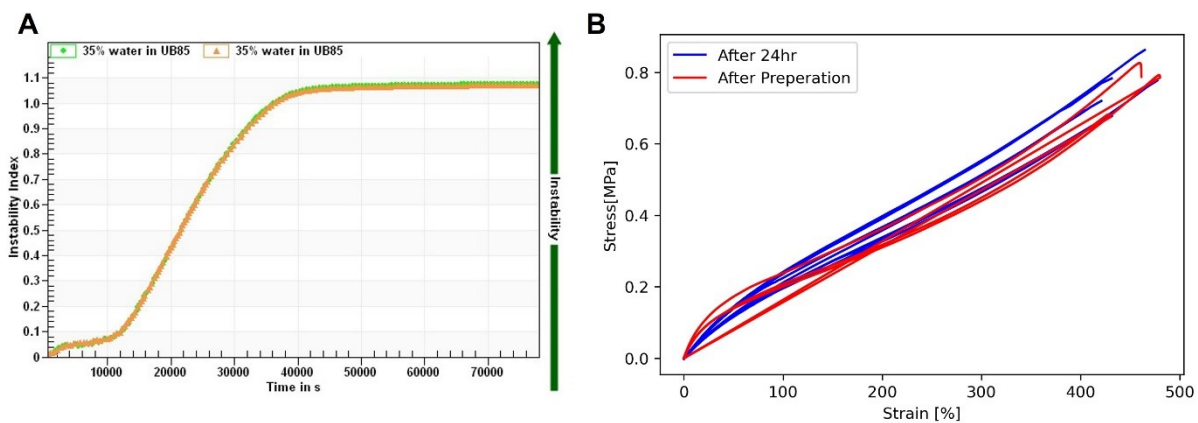 A
35% water in UB85
35% water in UB85
1.1
1.0
0.9
0.8
0.7
0.6
0.5
0.4
0.3
0.2
0.1
0
Instability Index
10000
20000
30000
40000
50000
60000
70000
Time in s
Instability
B
After 24hr
After Preperation
0.8
0.6
0.4
0.2
0.0
Stress[MPa]
0
100
200
300
400
500
Strain [%]